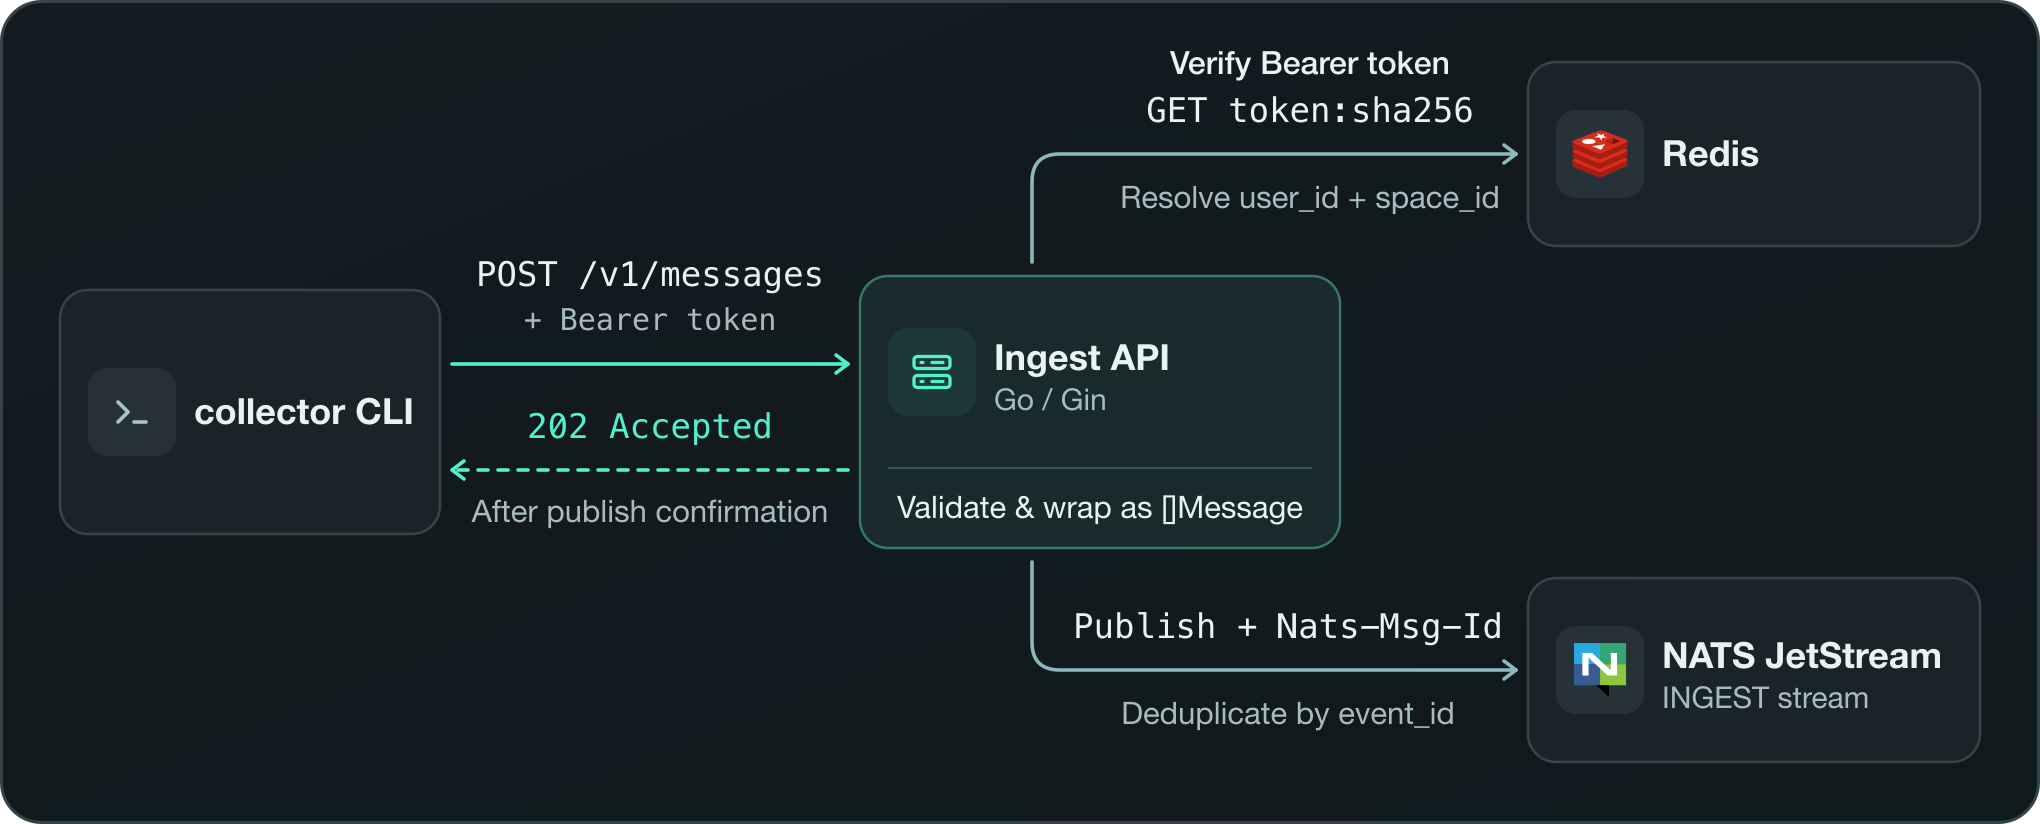 Verify Bearer token
GET token:sha256
Resolve user_id + space_id
Redis
POST /v1/messages
+ Bearer token
collector CLI
202 Accepted
After publish confirmation
Ingest API
Go / Gin
Validate & wrap as []Message
Publish + Nats-Msg-Id
Deduplicate by event_id
N
NATS JetStream
INGEST stream